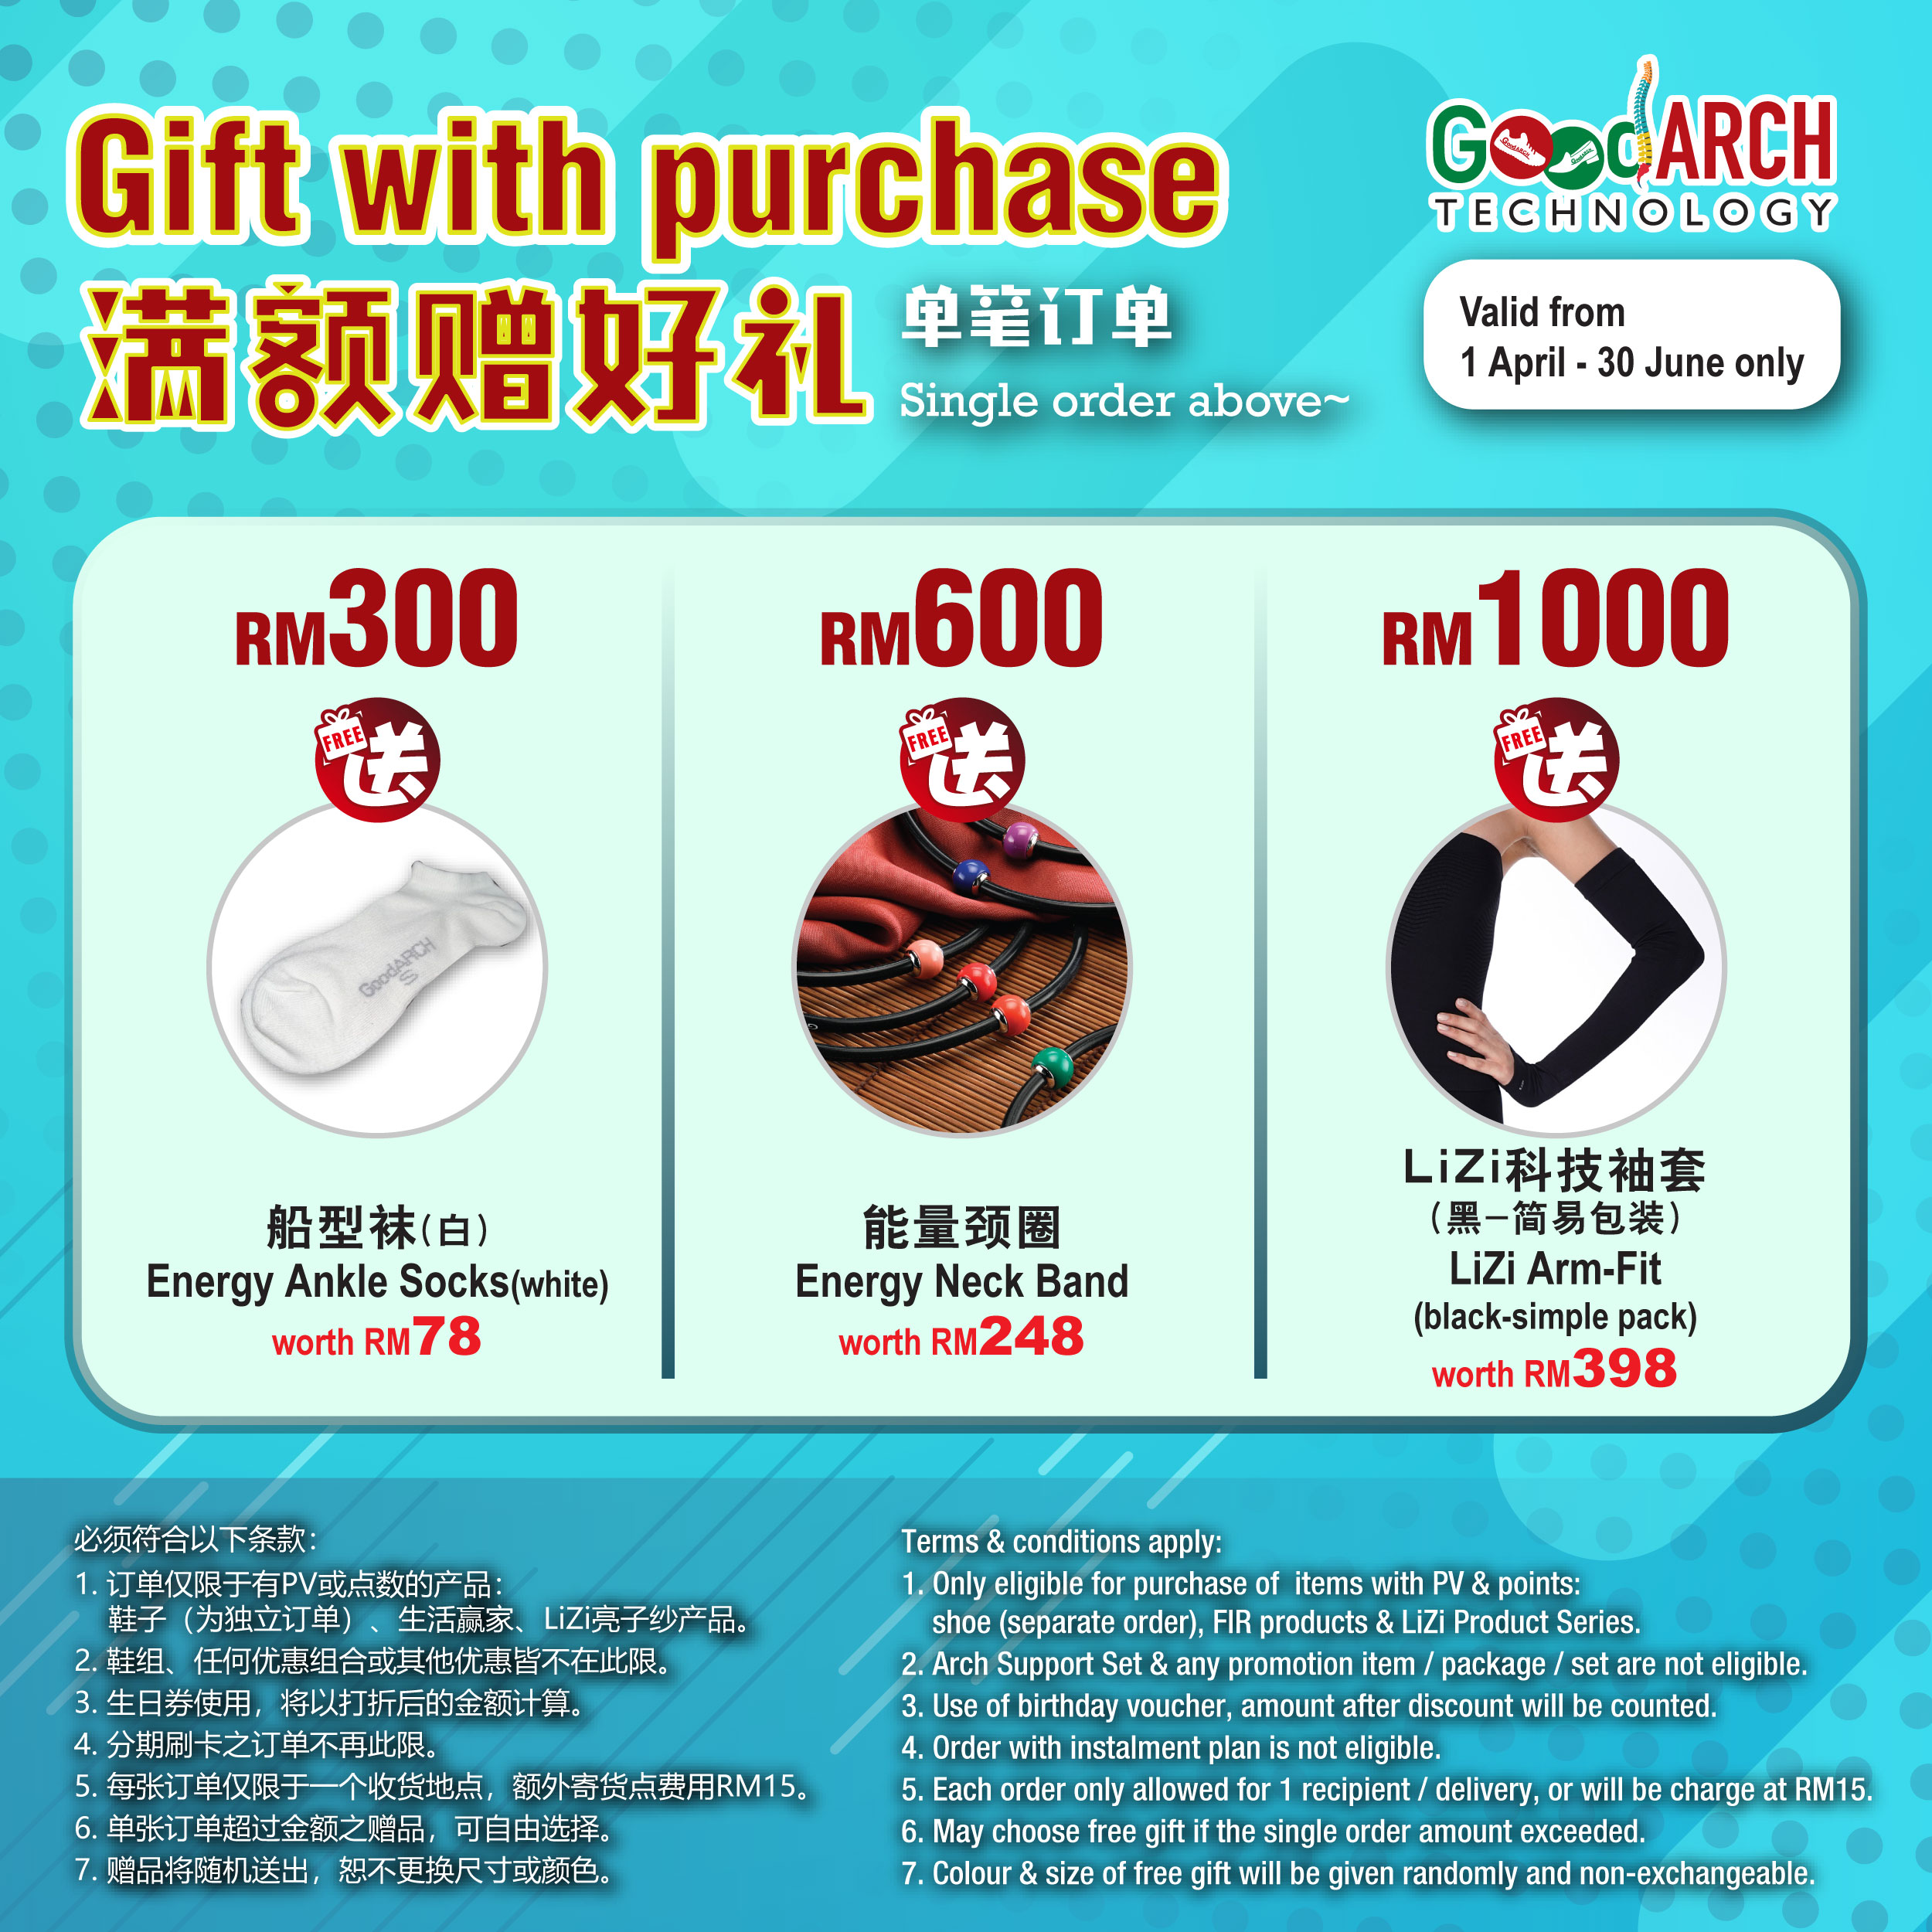 Gift with purchase
满额赠好礼
单笔订单
Single order above~
GoodARCH
TECHNOLOGY
Valid from
1 April - 30 June only
RM300
FREE
送
GoodARCH
S
船型袜(白)
Energy Ankle Socks(white)
worth RM78
RM600
FREE
送
能量颈圈
Energy Neck Band
worth RM248
RM1000
FREE
送
LiZi科技袖套
(黑–简易包装)
LiZi Arm-Fit
(black-simple pack)
worth RM398
必须符合以下条款：
1. 订单仅限于有PV或点数的产品：
鞋子（为独立订单）、生活赢家、LiZi亮子纱产品。
2. 鞋组、任何优惠组合或其他优惠皆不在此限。
3. 生日券使用，将以打折后的金额计算。
4. 分期刷卡之订单不再此限。
5. 每张订单仅限于一个收货地点，额外寄货点费用RM15。
6. 单张订单超过金额之赠品，可自由选择。
7. 赠品将随机送出，恕不更换尺寸或颜色。
Terms & conditions apply:
1. Only eligible for purchase of items with PV & points:
shoe (separate order), FIR products & LiZi Product Series.
2. Arch Support Set & any promotion item / package / set are not eligible.
3. Use of birthday voucher, amount after discount will be counted.
4. Order with instalment plan is not eligible.
5. Each order only allowed for 1 recipient / delivery, or will be charge at RM15.
6. May choose free gift if the single order amount exceeded.
7. Colour & size of free gift will be given randomly and non-exchangeable.